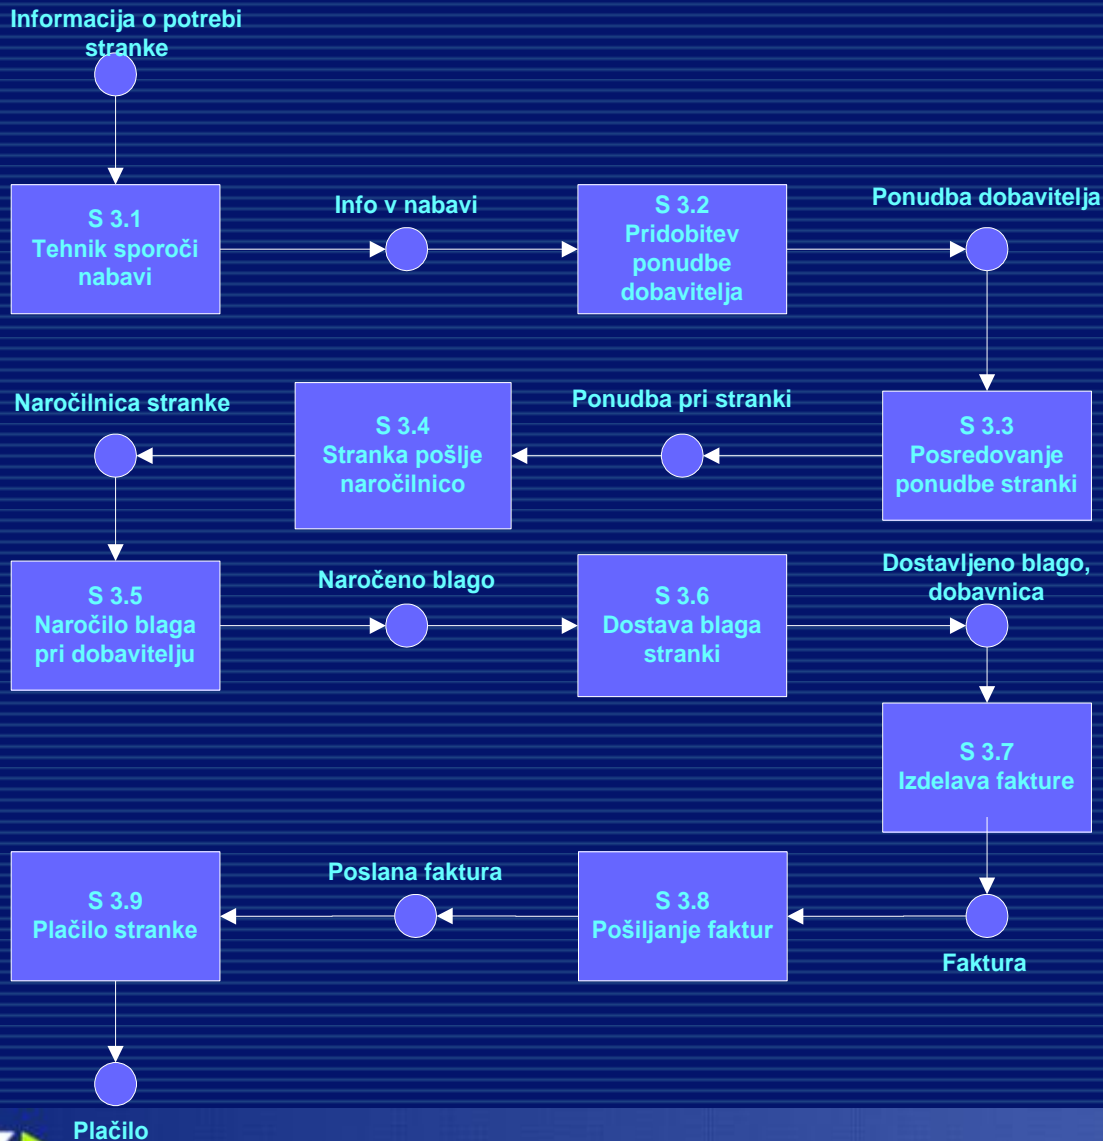 Informacija o potrebi
stranke
S 3.1
Tehnik sporoči
nabavi
Info v nabavi
S 3.2
Pridobitev
ponudbe
dobavitelja
Ponudba dobavitelja
S 3.3
Posredovanje
ponudbe stranki
Ponudba pri stranki
S 3.4
Stranka pošlje
naročilnico
Naročilnica stranke
S 3.5
Naročilo blaga
pri dobavitelju
Naročeno blago
S 3.6
Dostava blaga
stranki
Dostavljeno blago,
dobavnica
S 3.7
Izdelava fakture
Faktura
S 3.8
Pošiljanje faktur
Poslana faktura
S 3.9
Plačilo stranke
Plačilo